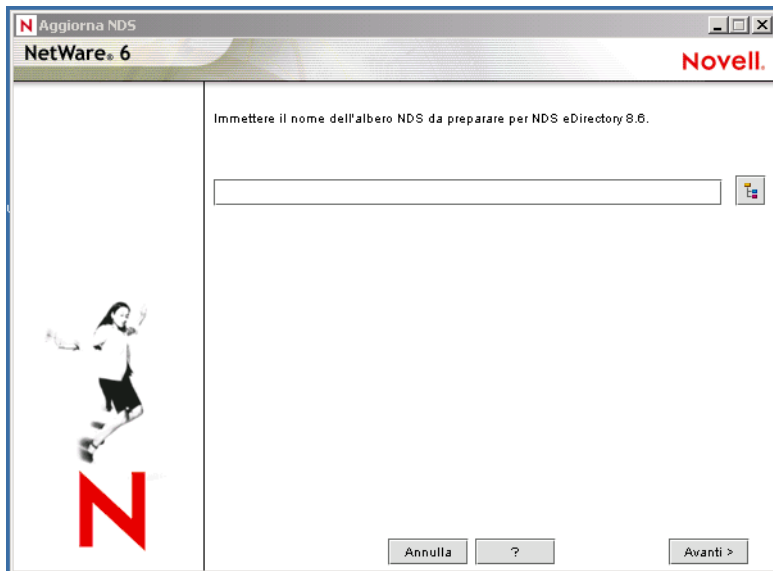 N Aggiorna NDS
NetWare® 6
Novell.
Immettere il nome dell'albero NDS da preparare per NDS eDirectory 8.6.
N
Annulla
?
Avanti >